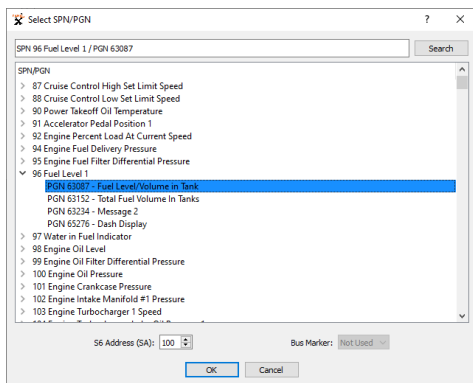 Select SPN/PGN
SPN 96 Fuel Level 1 / PGN 63087
Search
SPN/PGN
87 Cruise Control High Set Limit Speed
88 Cruise Control Low Set Limit Speed
90 Power Takeoff Oil Temperature
91 Accelerator Pedal Position 1
92 Engine Percent Load At Current Speed
94 Engine Fuel Delivery Pressure
95 Engine Fuel Filter Differential Pressure
96 Fuel Level 1
PGN 63087 - Fuel Level/Volume in Tank
PGN 63152 - Total Fuel Volume In Tanks
PGN 63234 - Message 2
PGN 65276 - Dash Display
97 Water in Fuel Indicator
98 Engine Oil Level
99 Engine Oil Filter Differential Pressure
100 Engine Oil Pressure
101 Engine Crankcase Pressure
102 Engine Intake Manifold #1 Pressure
103 Engine Turbocharger 1 Speed
S6 Address (SA): 100 Bus Marker: Not Used
OK Cancel